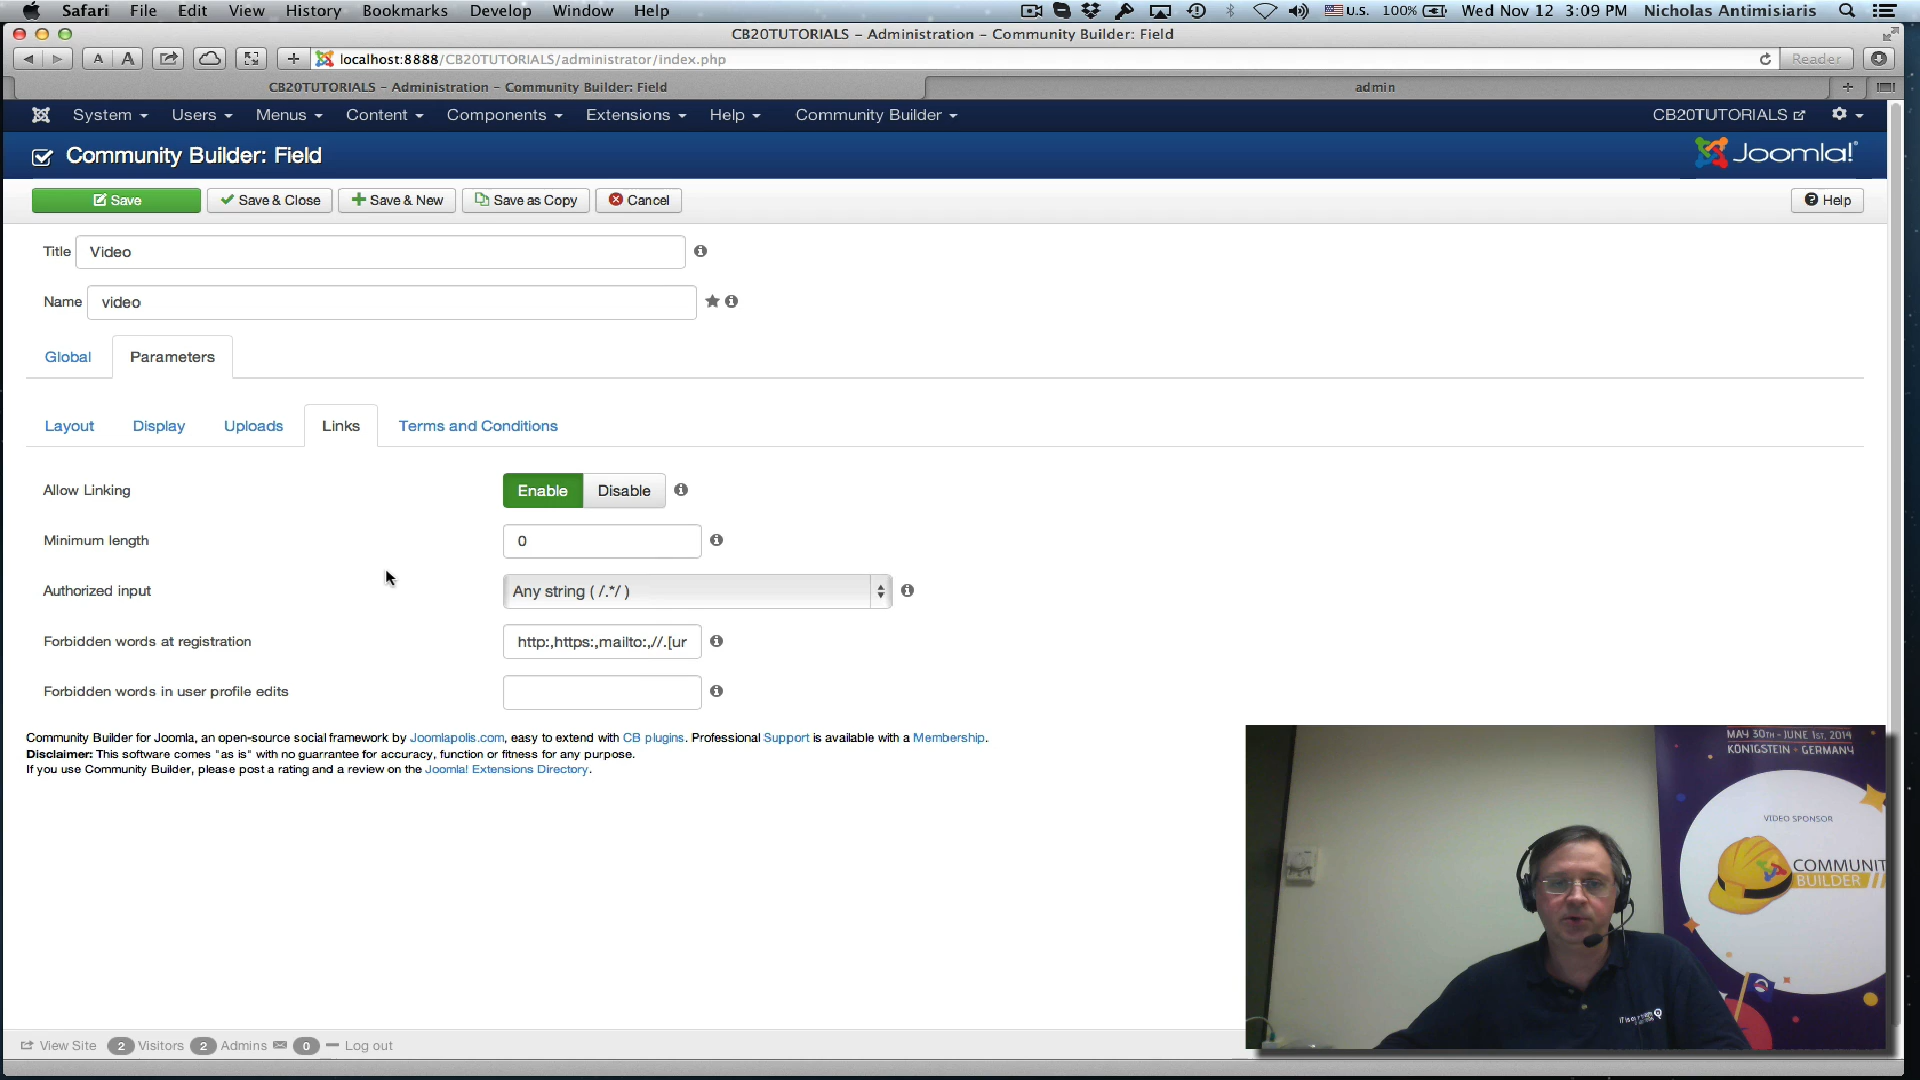 Safari File Edit View History Bookmarks Develop Window Help U.S. 100% Wed Nov 12 3:09 PM Nicholas Antimisiaris
CB20TUTORIALS – Administration – Community Builder: Field
A A localhost:8888/CB20TUTORIALS/administrator/index.php Reader
CB20TUTORIALS – Administration – Community Builder: Field admin
System Users Menus Content Components Extensions Help Community Builder CB20TUTORIALS
Community Builder: Field Joomla!
Save Save & Close Save & New Save as Copy Cancel Help
Title Video
Name video
Global Parameters
Layout Display Uploads Links Terms and Conditions
Allow Linking Enable Disable
Minimum length 0
Authorized input Any string ( /.*/ )
Forbidden words at registration http:,https:,mailto:,//.[ur
Forbidden words in user profile edits
Community Builder for Joomla, an open-source social framework by Joomlapolis.com, easy to extend with CB plugins. Professional Support is available with a Membership.
Disclaimer: This software comes "as is" with no guarrantee for accuracy, function or fitness for any purpose.
If you use Community Builder, please post a rating and a review on the Joomla! Extensions Directory.
MAY 30TH - JUNE 1ST, 2014
KÖNIGSTEIN - GERMANY
VIDEO SPONSOR
COMMUNIT
BUILDER
View Site 2 Visitors 2 Admins 0 Log out